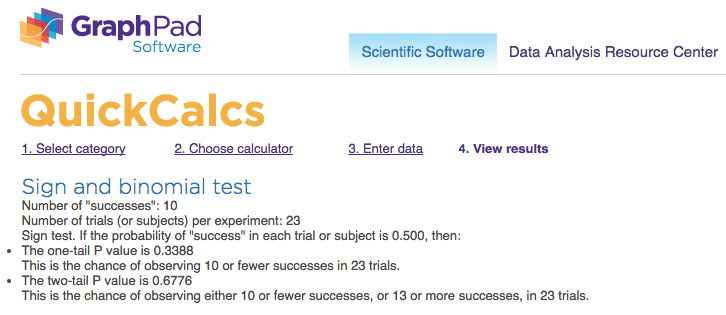 GraphPad
Software
Scientific Software Data Analysis Resource Center
QuickCalcs
1. Select category 2. Choose calculator 3. Enter data 4. View results
Sign and binomial test
Number of "successes": 10
Number of trials (or subjects) per experiment: 23
Sign test. If the probability of "success" in each trial or subject is 0.500, then:
• The one-tail P value is 0.3388
This is the chance of observing 10 or fewer successes in 23 trials.
• The two-tail P value is 0.6776
This is the chance of observing either 10 or fewer successes, or 13 or more successes, in 23 trials.